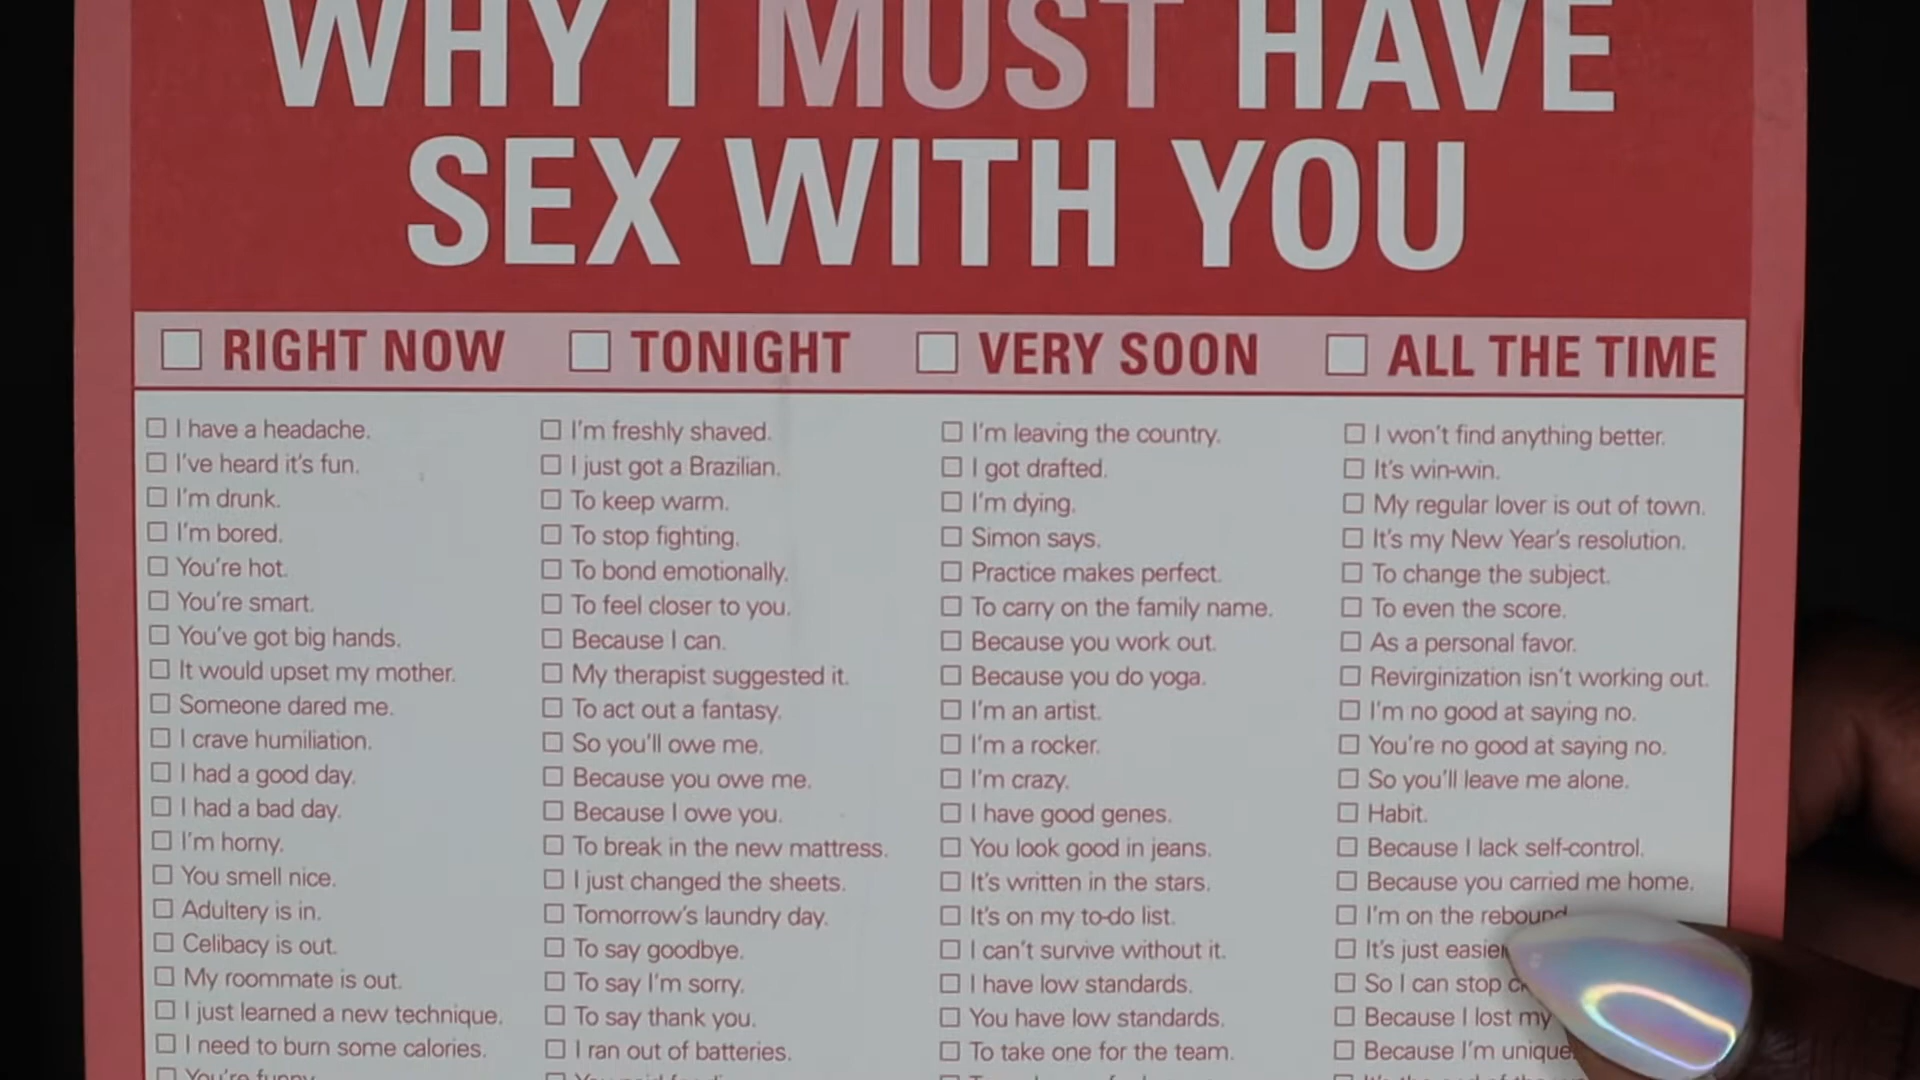 WHY I MUST HAVE
SEX WITH YOU
☐ RIGHT NOW ☐ TONIGHT ☐ VERY SOON ☐ ALL THE TIME
☐ I have a headache.
☐ I've heard it's fun.
☐ I'm drunk.
☐ I'm bored.
☐ You're hot.
☐ You're smart.
☐ You've got big hands.
☐ It would upset my mother.
☐ Someone dared me.
☐ I crave humiliation.
☐ I had a good day.
☐ I had a bad day.
☐ I'm horny.
☐ You smell nice.
☐ Adultery is in.
☐ Celibacy is out.
☐ My roommate is out.
☐ I just learned a new technique.
☐ I need to burn some calories.
☐ You're funny
☐ I'm freshly shaved.
☐ I just got a Brazilian.
☐ To keep warm.
☐ To stop fighting.
☐ To bond emotionally.
☐ To feel closer to you.
☐ Because I can.
☐ My therapist suggested it.
☐ To act out a fantasy.
☐ So you'll owe me.
☐ Because you owe me.
☐ Because I owe you.
☐ To break in the new mattress.
☐ I just changed the sheets.
☐ Tomorrow's laundry day.
☐ To say goodbye.
☐ To say I'm sorry.
☐ To say thank you.
☐ I ran out of batteries.
☐ I'm leaving the country.
☐ I got drafted.
☐ I'm dying.
☐ Simon says.
☐ Practice makes perfect.
☐ To carry on the family name.
☐ Because you work out.
☐ Because you do yoga.
☐ I'm an artist.
☐ I'm a rocker.
☐ I'm crazy.
☐ I have good genes.
☐ You look good in jeans.
☐ It's written in the stars.
☐ It's on my to-do list.
☐ I can't survive without it.
☐ I have low standards.
☐ You have low standards.
☐ To take one for the team.
☐ I won't find anything better.
☐ It's win-win.
☐ My regular lover is out of town.
☐ It's my New Year's resolution.
☐ To change the subject.
☐ To even the score.
☐ As a personal favor.
☐ Revirginization isn't working out.
☐ I'm no good at saying no.
☐ You're no good at saying no.
☐ So you'll leave me alone.
☐ Habit.
☐ Because I lack self-control.
☐ Because you carried me home.
☐ I'm on the rebound
☐ It's just easier
☐ So I can stop
☐ Because I lost my
☐ Because I'm unique.